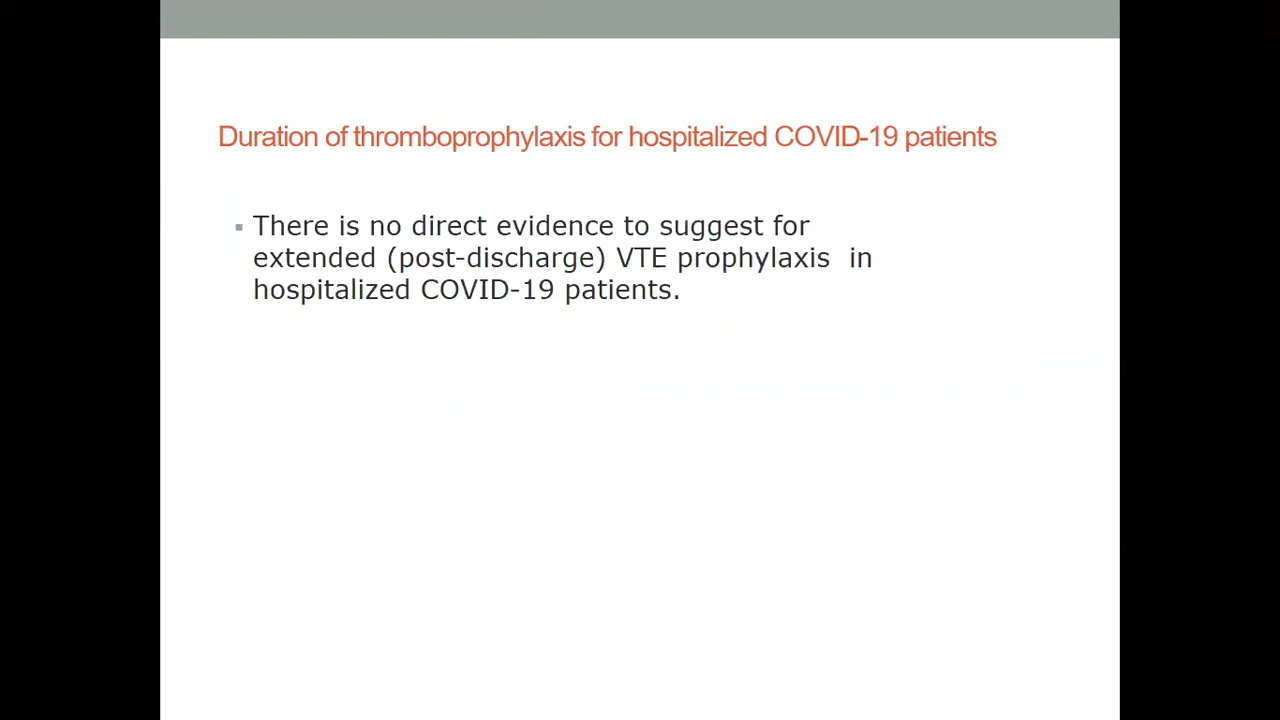 Duration of thromboprophylaxis for hospitalized COVID-19 patients
▪ There is no direct evidence to suggest for
extended (post-discharge) VTE prophylaxis  in
hospitalized COVID-19 patients.